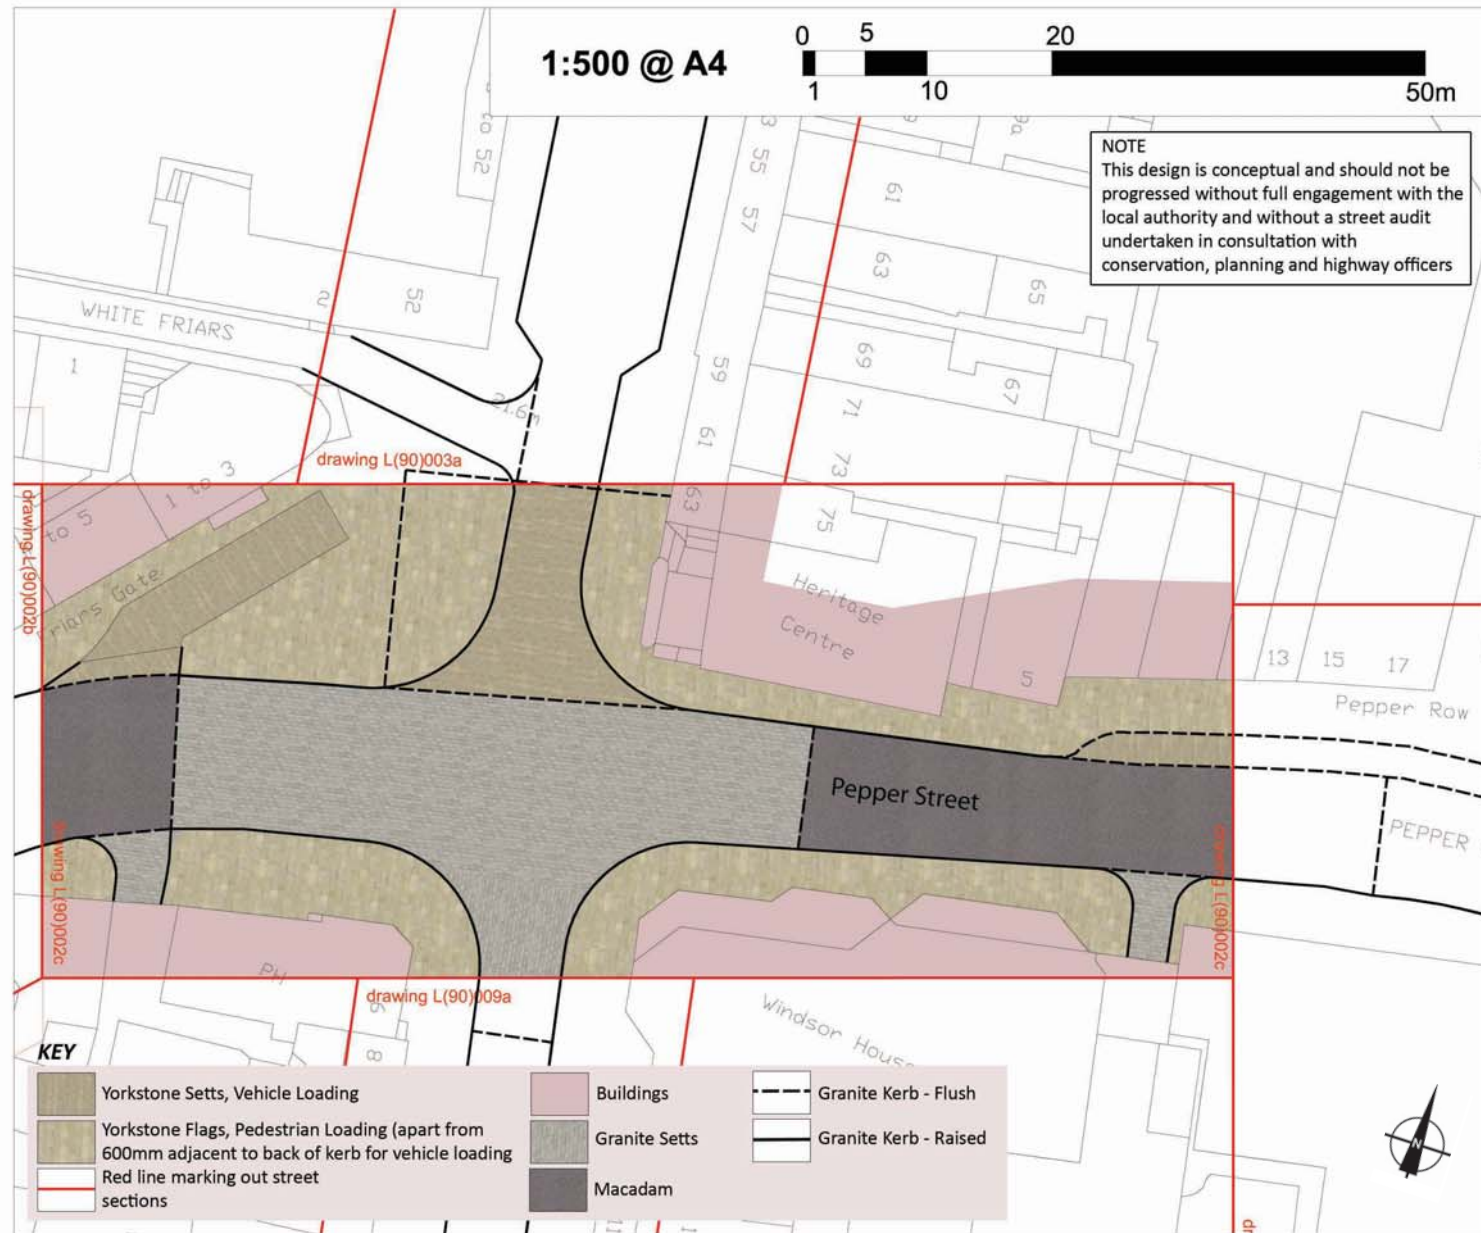 1:500 @ A4
0 5 20
1 10 50m
NOTE
This design is conceptual and should not be
progressed without full engagement with the
local authority and without a street audit
undertaken in consultation with
conservation, planning and highway officers
to 52
55
57
9a
61
63
65
52
2
WHITE FRIARS
1
59
69
67
71
61
21.6m
73
drawing L(90)003a
1 to 3
to 5
63
75
drawing L(90)002b
Friars Gate
Heritage
Centre
5
13 15 17
Pepper Row
Pepper Street
PEPPER
drawing L(90)002c
drawing L(90)002c
PH
drawing L(90)009a
6
8
Windsor House
KEY
Yorkstone Setts, Vehicle Loading
Yorkstone Flags, Pedestrian Loading (apart from
600mm adjacent to back of kerb for vehicle loading
Red line marking out street
sections
Buildings
Granite Setts
Macadam
Granite Kerb - Flush
Granite Kerb - Raised
N